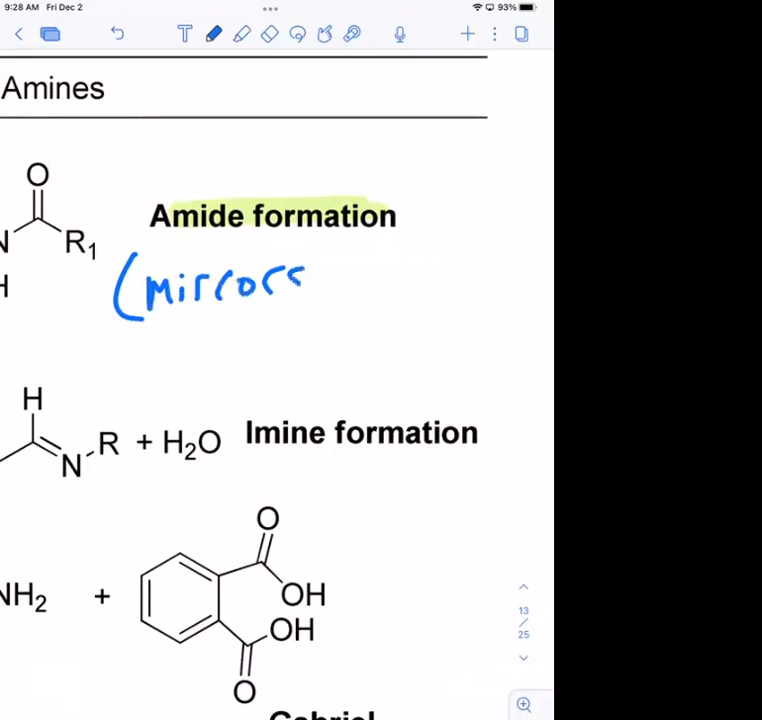 9:28 AM Fri Dec 2
93%
Amines
O
N
R1
H
Amide formation
(mirrors
H
N
R + H2O
Imine formation
NH2 +
O
OH
OH
O
13
/
25